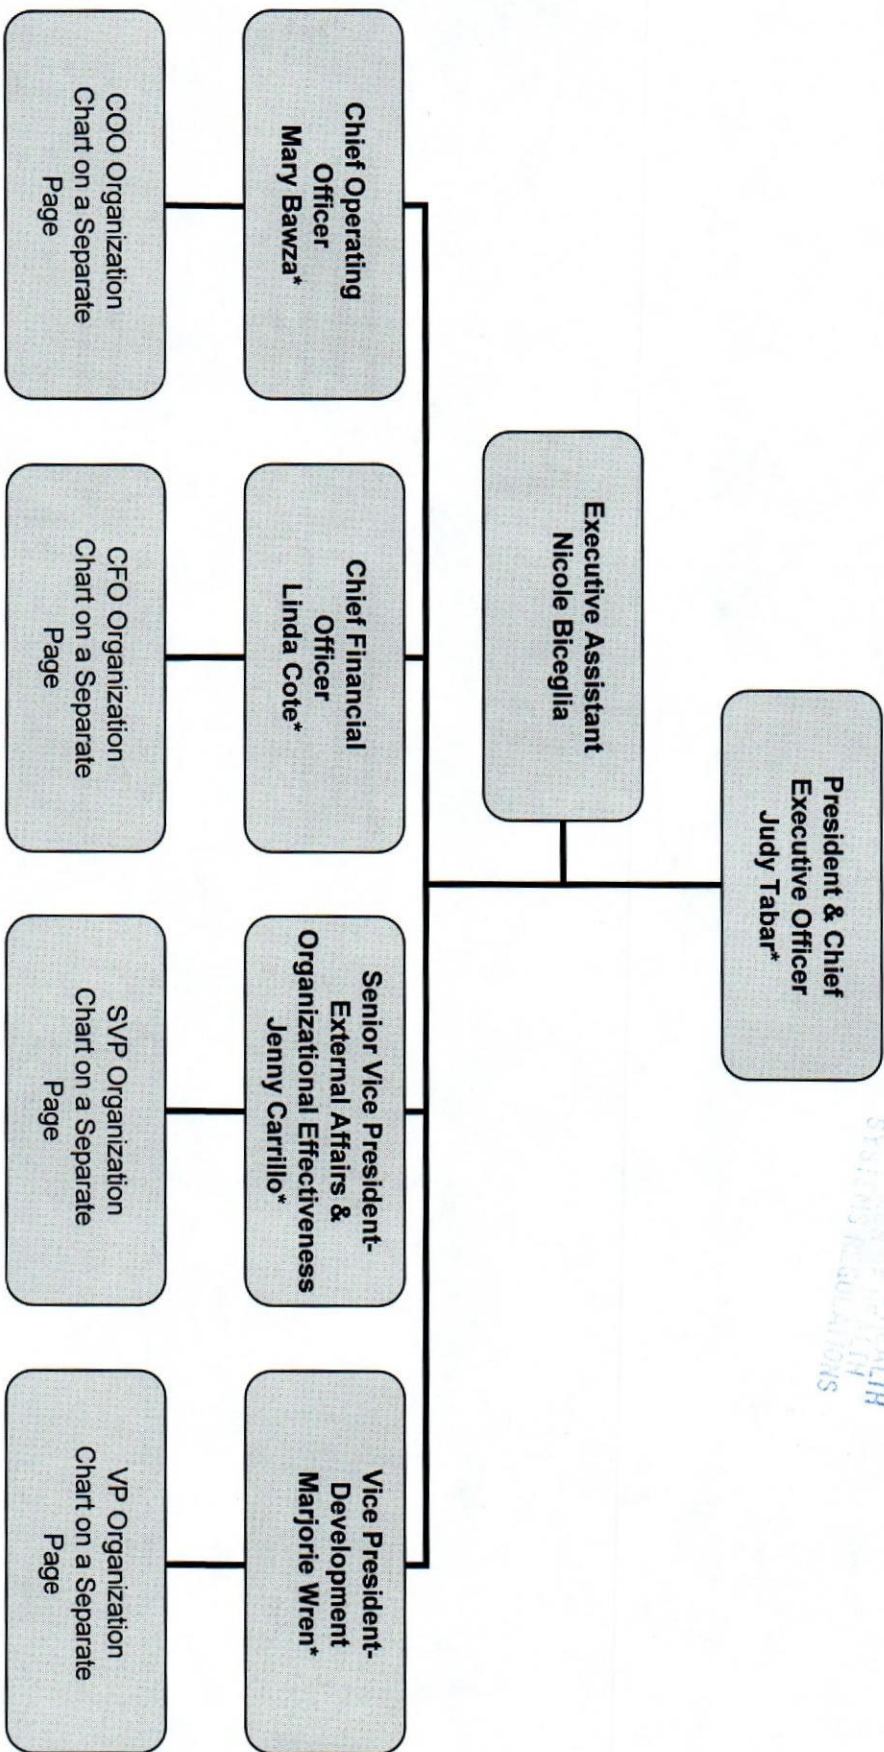 President & Chief
Executive Officer
Judy Tabar*
Executive Assistant
Nicole Biceglia
Chief Operating
Officer
Mary Bawza*
Chief Financial
Officer
Linda Cote*
Senior Vice President-
External Affairs &
Organizational Effectiveness
Jenny Carrillo*
Vice President-
Development
Marjorie Wren*
COO Organization
Chart on a Separate
Page
CFO Organization
Chart on a Separate
Page
SVP Organization
Chart on a Separate
Page
VP Organization
Chart on a Separate
Page